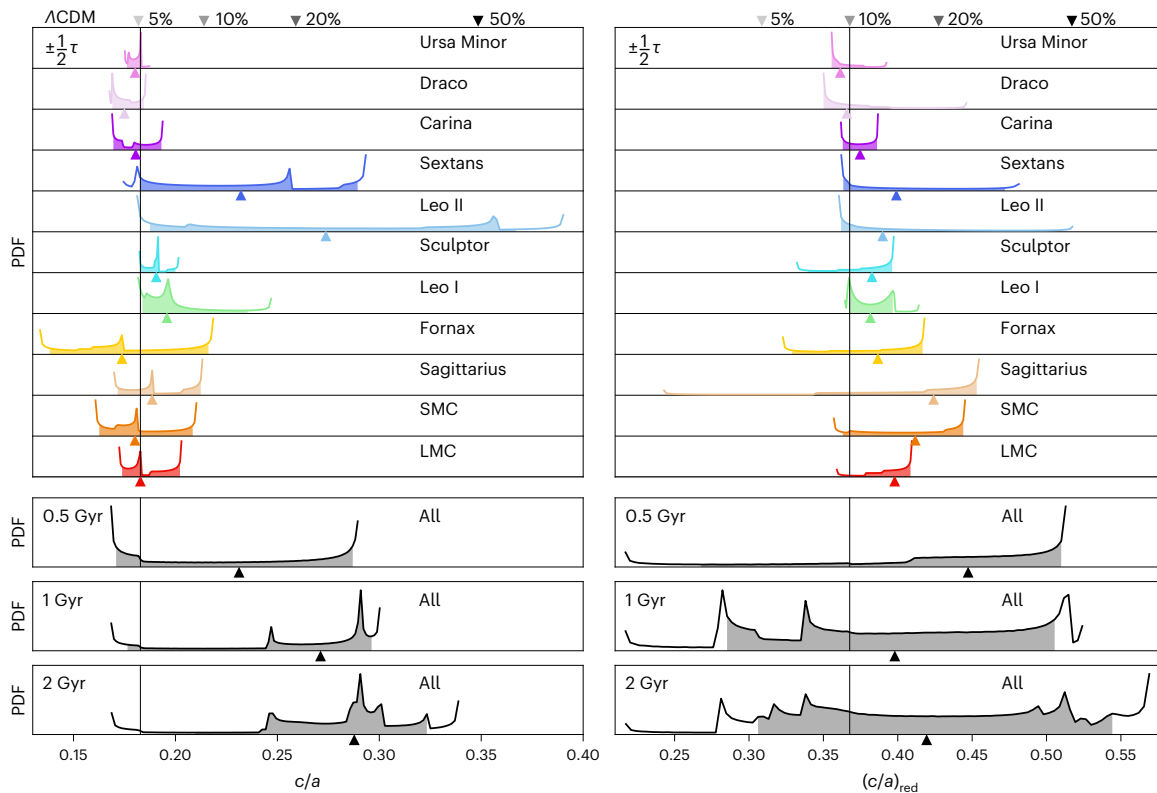 ΛCDM 5% 10% 20% 50% 5% 10% 20% 50%
±1/2 τ Ursa Minor ±1/2 τ Ursa Minor
Draco Draco
Carina Carina
Sextans Sextans
Leo II Leo II
PDF
Sculptor Sculptor
Leo I Leo I
Fornax Fornax
Sagittarius Sagittarius
SMC SMC
LMC LMC
PDF 0.5 Gyr All 0.5 Gyr All
PDF 1 Gyr All 1 Gyr All
PDF 2 Gyr All 2 Gyr All
0.15 0.20 0.25 0.30 0.35 0.40 0.25 0.30 0.35 0.40 0.45 0.50 0.55
c/a (c/a)red